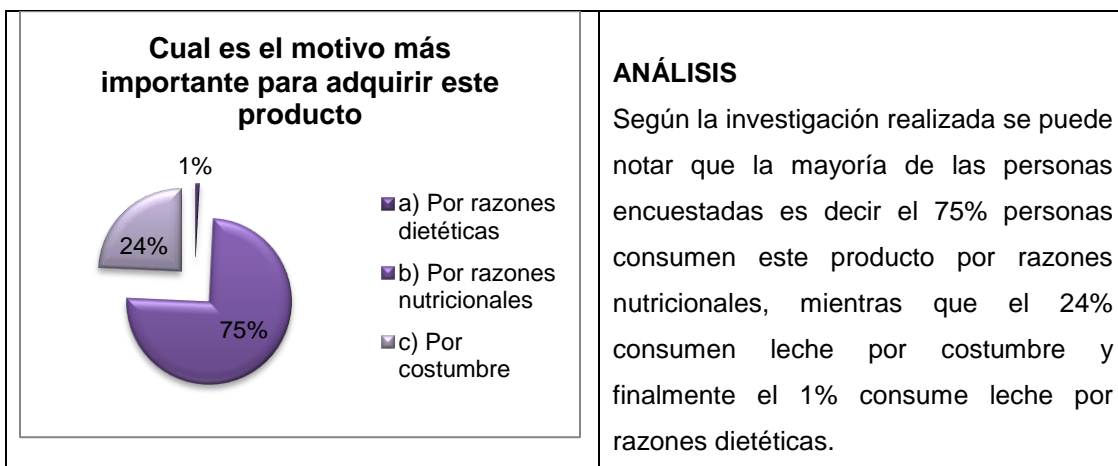 Cual es el motivo más
importante para adquirir este
producto
1%
24%
75%
a) Por razones
dietéticas
b) Por razones
nutricionales
c) Por
costumbre
ANÁLISIS
Según la investigación realizada se puede
notar que la mayoría de las personas
encuestadas es decir el 75% personas
consumen este producto por razones
nutricionales, mientras que el 24%
consumen leche por costumbre y
finalmente el 1% consume leche por
razones dietéticas.